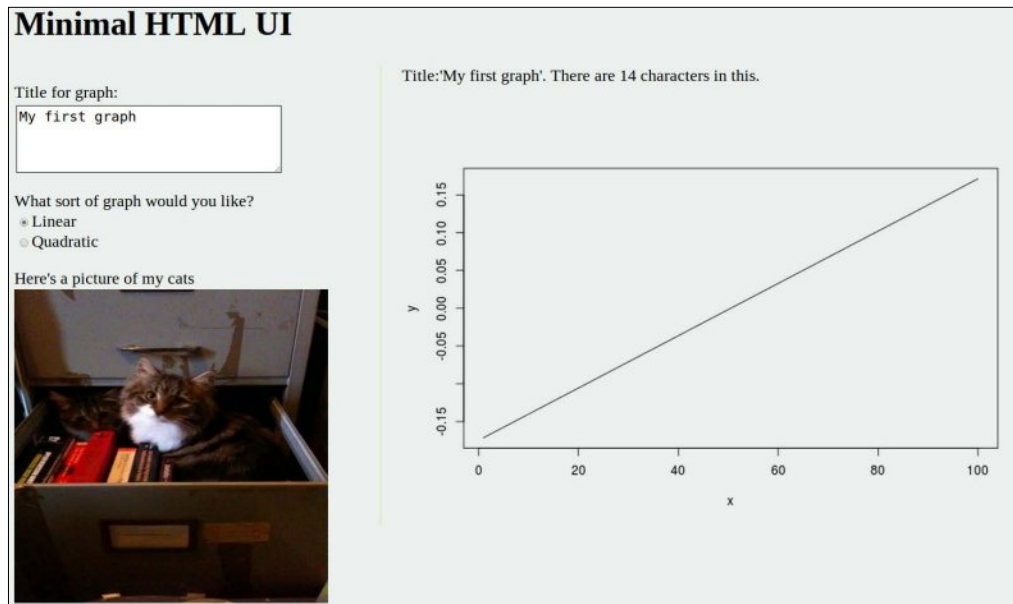 Minimal HTML UI
Title for graph:
My first graph
What sort of graph would you like?
Linear
Quadratic
Here's a picture of my cats
Title:'My first graph'. There are 14 characters in this.
0.15
0.10
0.05
0.00
-0.05
-0.15
y
0 20 40 60 80 100
x